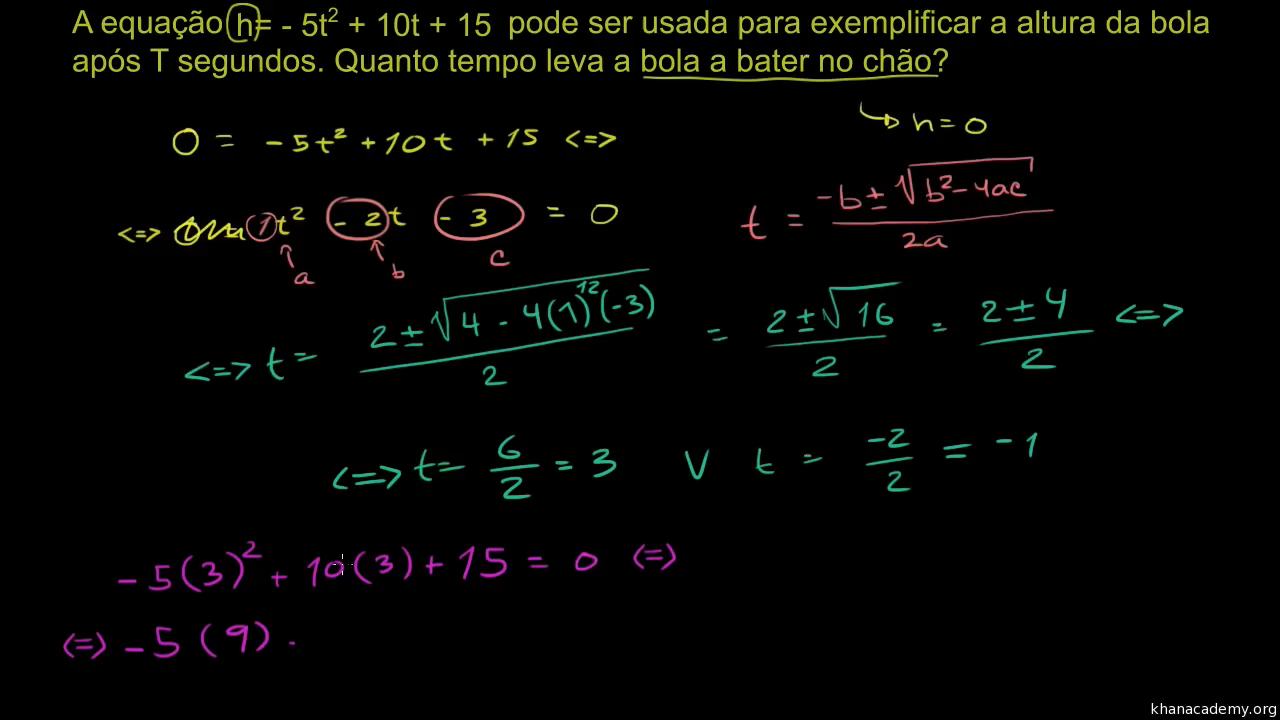 A equação h = - 5t² + 10t + 15 pode ser usada para exemplificar a altura da bola
após T segundos. Quanto tempo leva a bola a bater no chão?
↳ h = 0
0 = - 5t² + 10t + 15 <=>
<=> 1t² - 2t - 3 = 0
a b c
t = (-b ± √(b² - 4ac)) / 2a
<=> t = (2 ± √(4 - 4(1)(-3))) / 2 = (2 ± √16) / 2 = (2 ± 4) / 2 <=>
12
<=> t = 6/2 = 3 V t = -2/2 = -1
- 5(3)² + 10(3) + 15 = 0 <=>
<=> - 5(9)
khanacademy.org